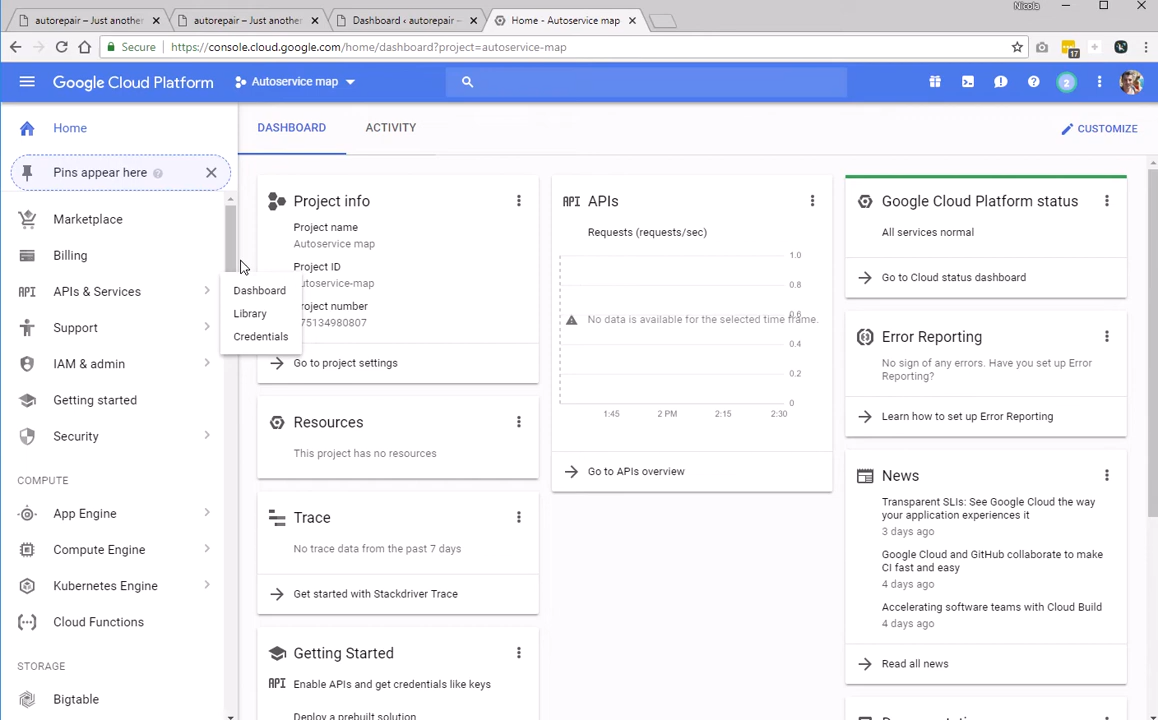 Nicola
autorepair – Just another
autorepair – Just another
Dashboard ‹ autorepair –
Home - Autoservice map
Secure
https://console.cloud.google.com/home/dashboard?project=autoservice-map
17
Google Cloud Platform
Autoservice map
2
Home
DASHBOARD
ACTIVITY
CUSTOMIZE
Pins appear here
Marketplace
Billing
APIs & Services
Support
IAM & admin
Getting started
Security
COMPUTE
App Engine
Compute Engine
Kubernetes Engine
Cloud Functions
STORAGE
Bigtable
Dashboard
Library
Credentials
Project info
Project name
Autoservice map
Project ID
utoservice-map
roject number
75134980807
Go to project settings
Resources
This project has no resources
Trace
No trace data from the past 7 days
Get started with Stackdriver Trace
Getting Started
API Enable APIs and get credentials like keys
Deploy a prebuilt solution
API APIs
Requests (requests/sec)
1.0
0.8
0.6
No data is available for the selected time frame.
0.4
0.2
0
1:45 2 PM 2:15 2:30
Go to APIs overview
Google Cloud Platform status
All services normal
Go to Cloud status dashboard
Error Reporting
No sign of any errors. Have you set up Error
Reporting?
Learn how to set up Error Reporting
News
Transparent SLIs: See Google Cloud the way
your application experiences it
3 days ago
Google Cloud and GitHub collaborate to make
CI fast and easy
4 days ago
Accelerating software teams with Cloud Build
4 days ago
Read all news